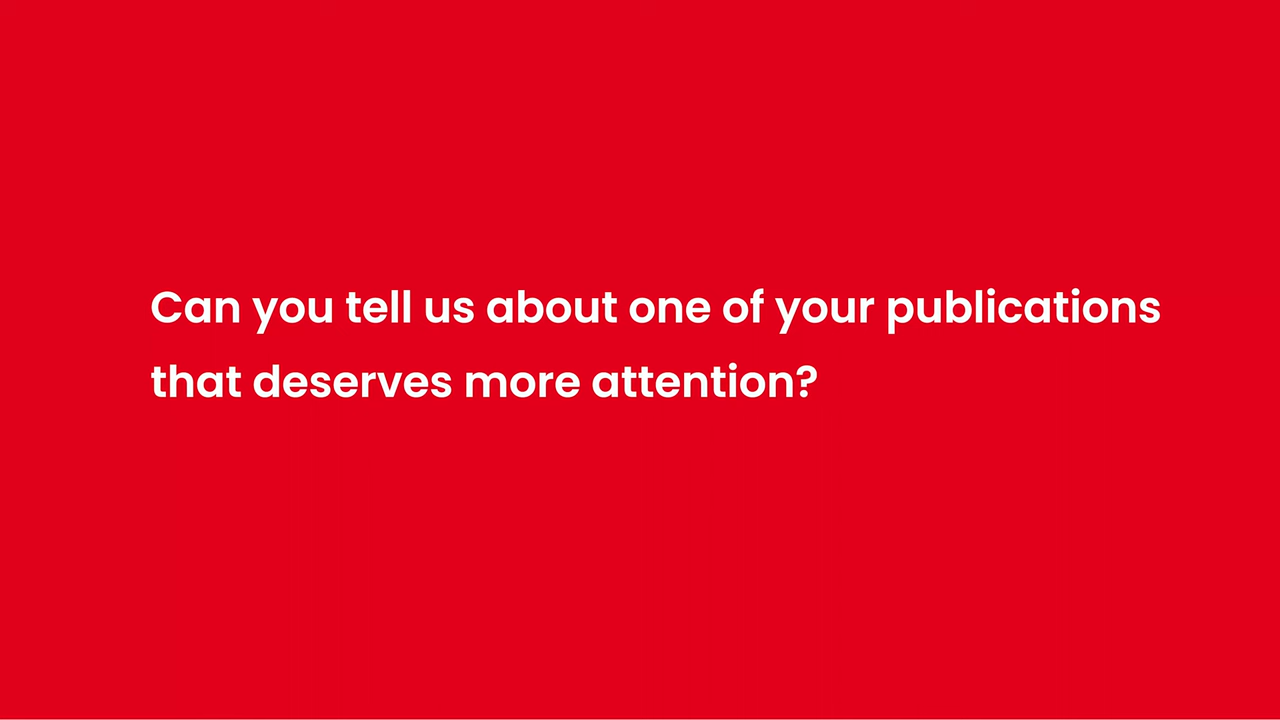 Can you tell us about one of your publications
that deserves more attention?